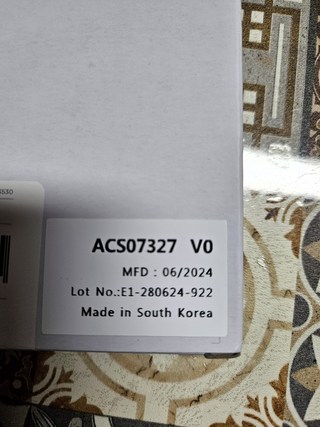 ACS07327 V0
MFD : 06/2024
Lot No.:E1-280624-922
Made in South Korea